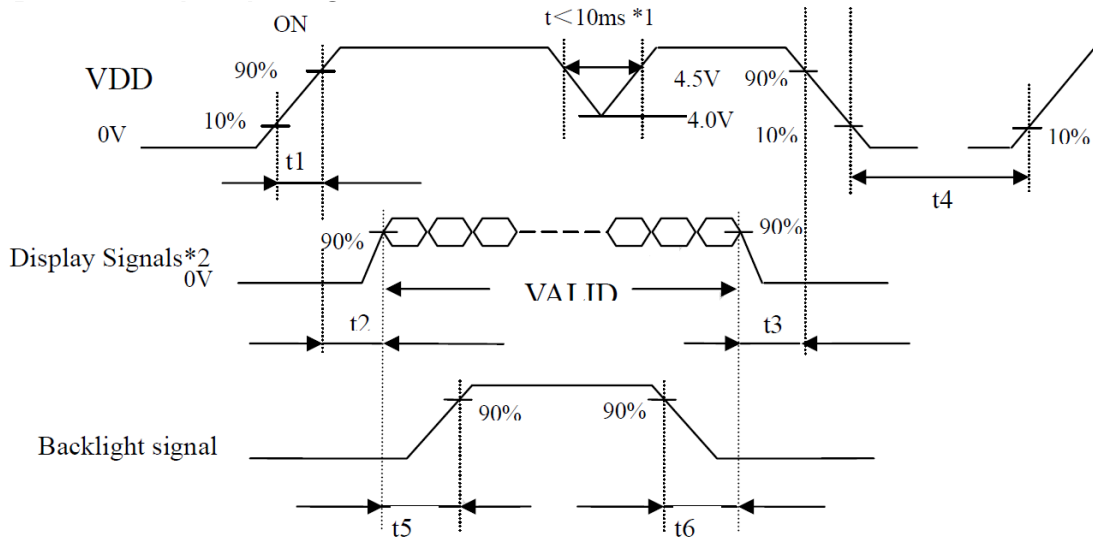 t<10ms *1
ON
90%
4.5V
90%
VDD
10%
4.0V
10%
10%
0V
t1
t4
90%
90%
Display Signals*2
0V
VALID
t2
t3
90%
90%
Backlight signal
t5
t6